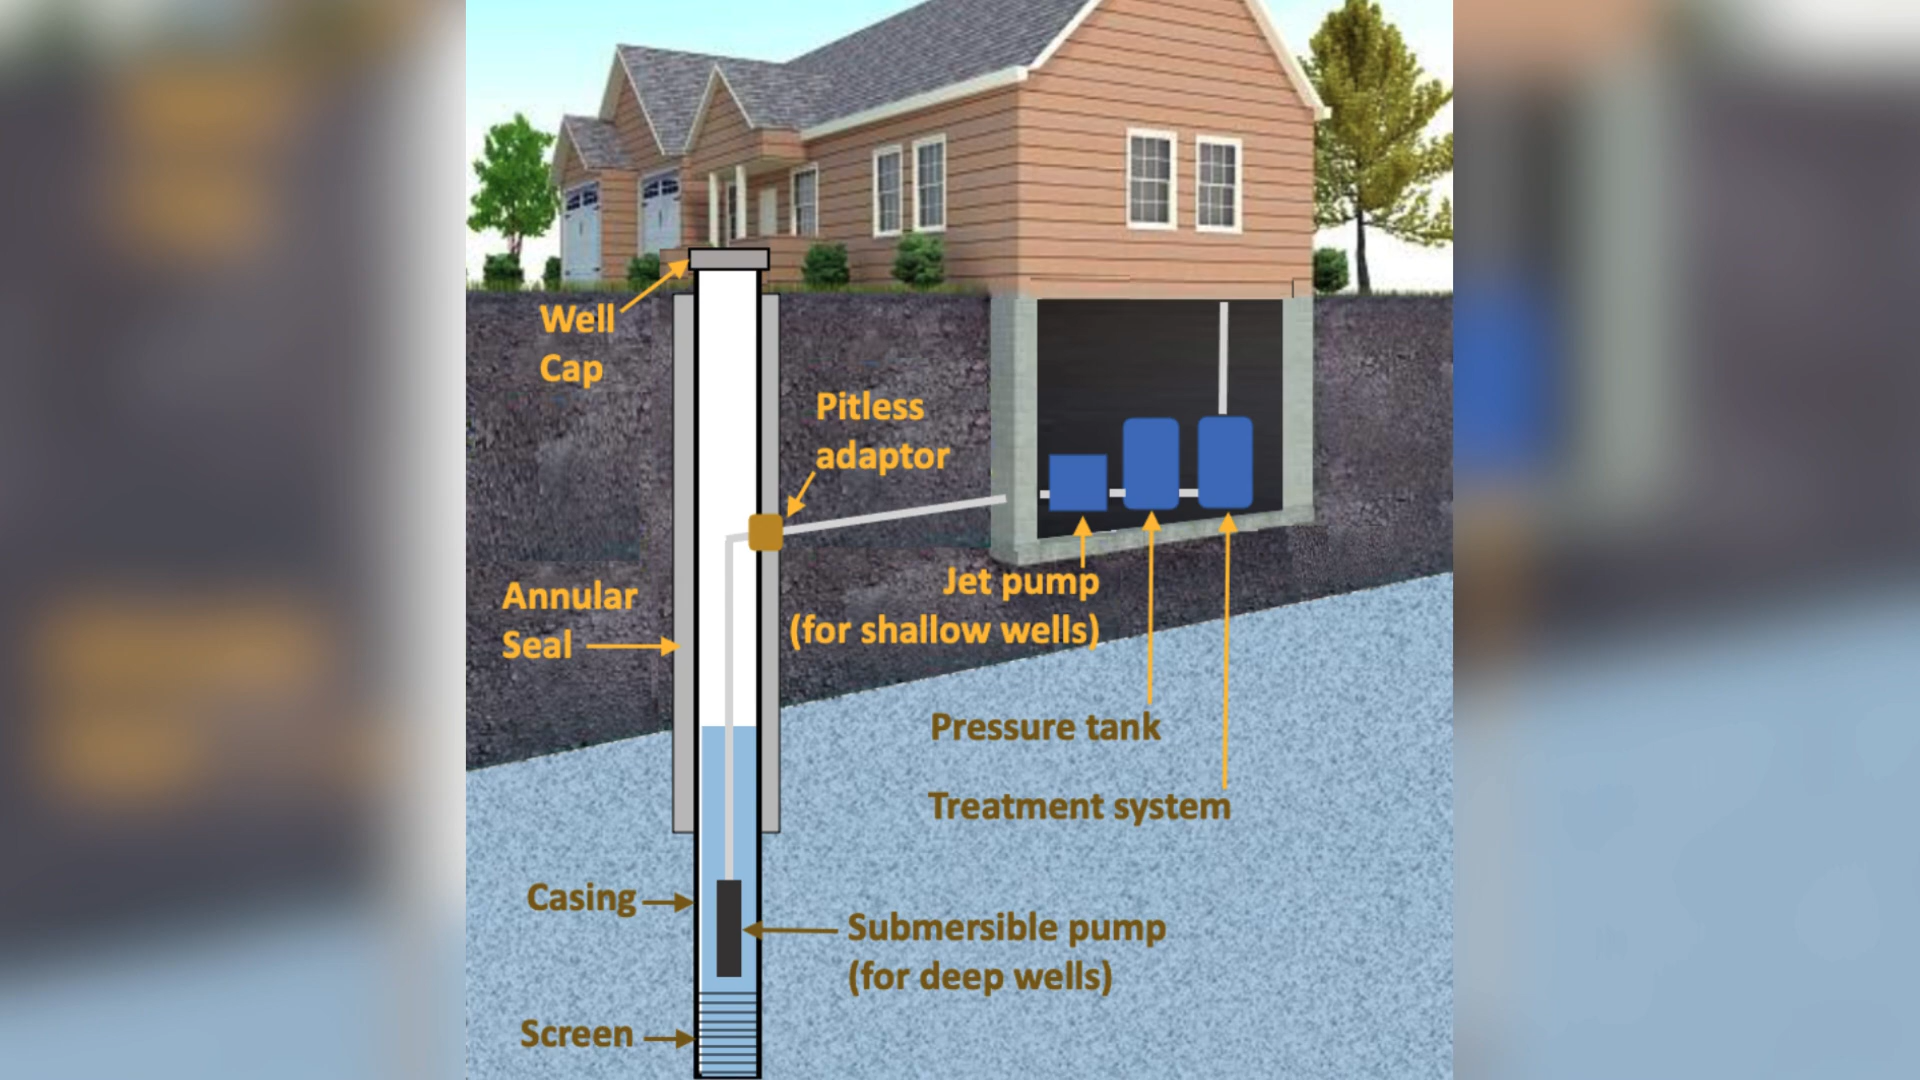 Well
Cap
Pitless
adaptor
Annular
Seal
Jet pump
(for shallow wells)
Pressure tank
Treatment system
Casing
Submersible pump
(for deep wells)
Screen